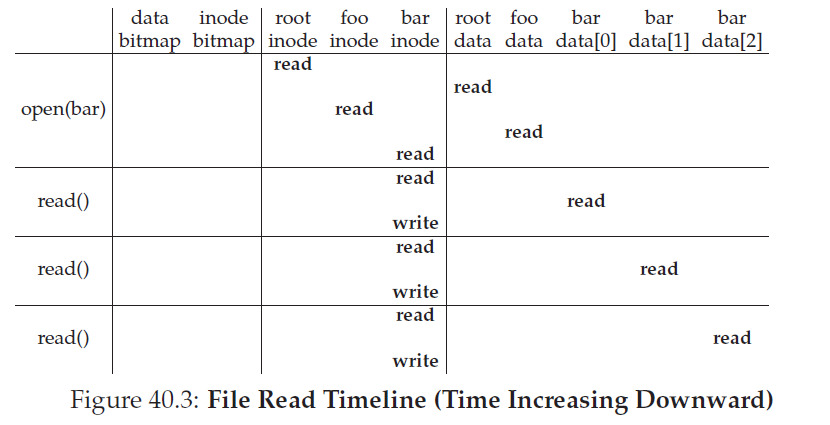 data inode root foo bar root foo bar bar bar
bitmap bitmap inode inode inode data data data[0] data[1] data[2]
read
read
open(bar) read
read
read
read
read() read
write
read
read() read
write
read
read() read
write
Figure 40.3: File Read Timeline (Time Increasing Downward)